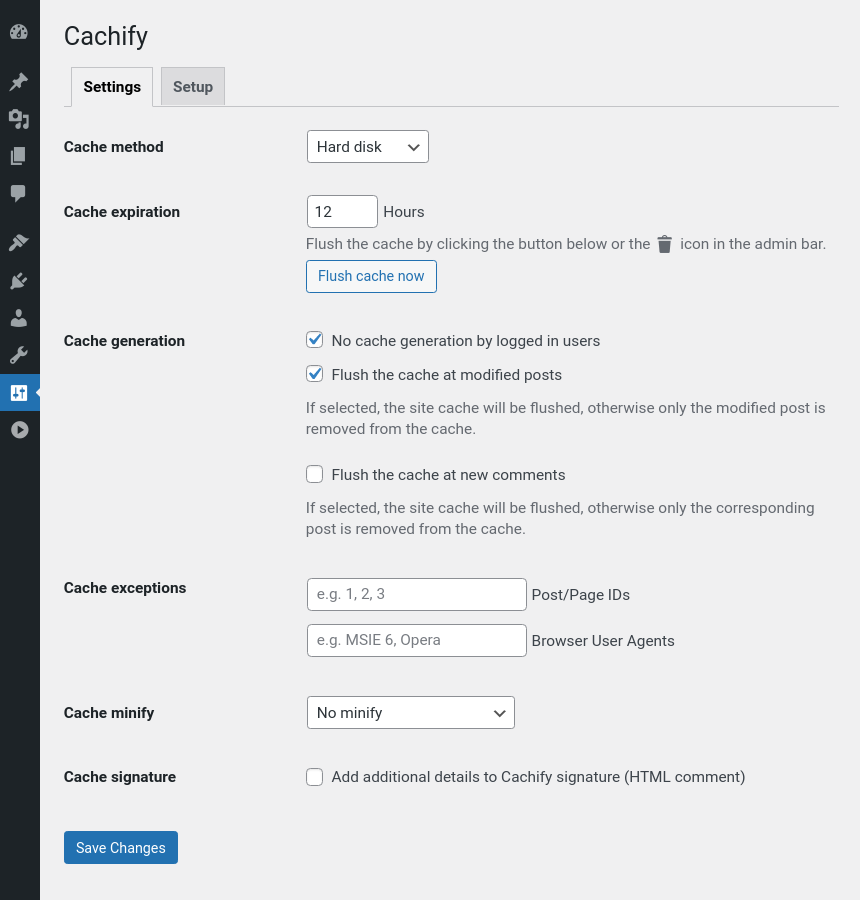 Cachify
Settings
Setup
Cache method
Hard disk
Cache expiration
12
Hours
Flush the cache by clicking the button below or the icon in the admin bar.
Flush cache now
Cache generation
No cache generation by logged in users
Flush the cache at modified posts
If selected, the site cache will be flushed, otherwise only the modified post is
removed from the cache.
Flush the cache at new comments
If selected, the site cache will be flushed, otherwise only the corresponding
post is removed from the cache.
Cache exceptions
e.g. 1, 2, 3
Post/Page IDs
e.g. MSIE 6, Opera
Browser User Agents
Cache minify
No minify
Cache signature
Add additional details to Cachify signature (HTML comment)
Save Changes